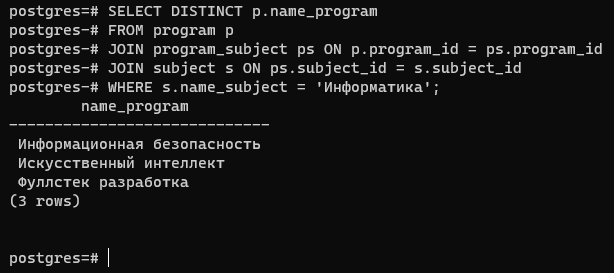 postgres=# SELECT DISTINCT p.name_program
postgres-# FROM program p
postgres-# JOIN program_subject ps ON p.program_id = ps.program_id
postgres-# JOIN subject s ON ps.subject_id = s.subject_id
postgres-# WHERE s.name_subject = 'Информатика';
name_program
-----------------------------
Информационная безопасность
Искусственный интеллект
Фуллстек разработка
(3 rows)
postgres=#